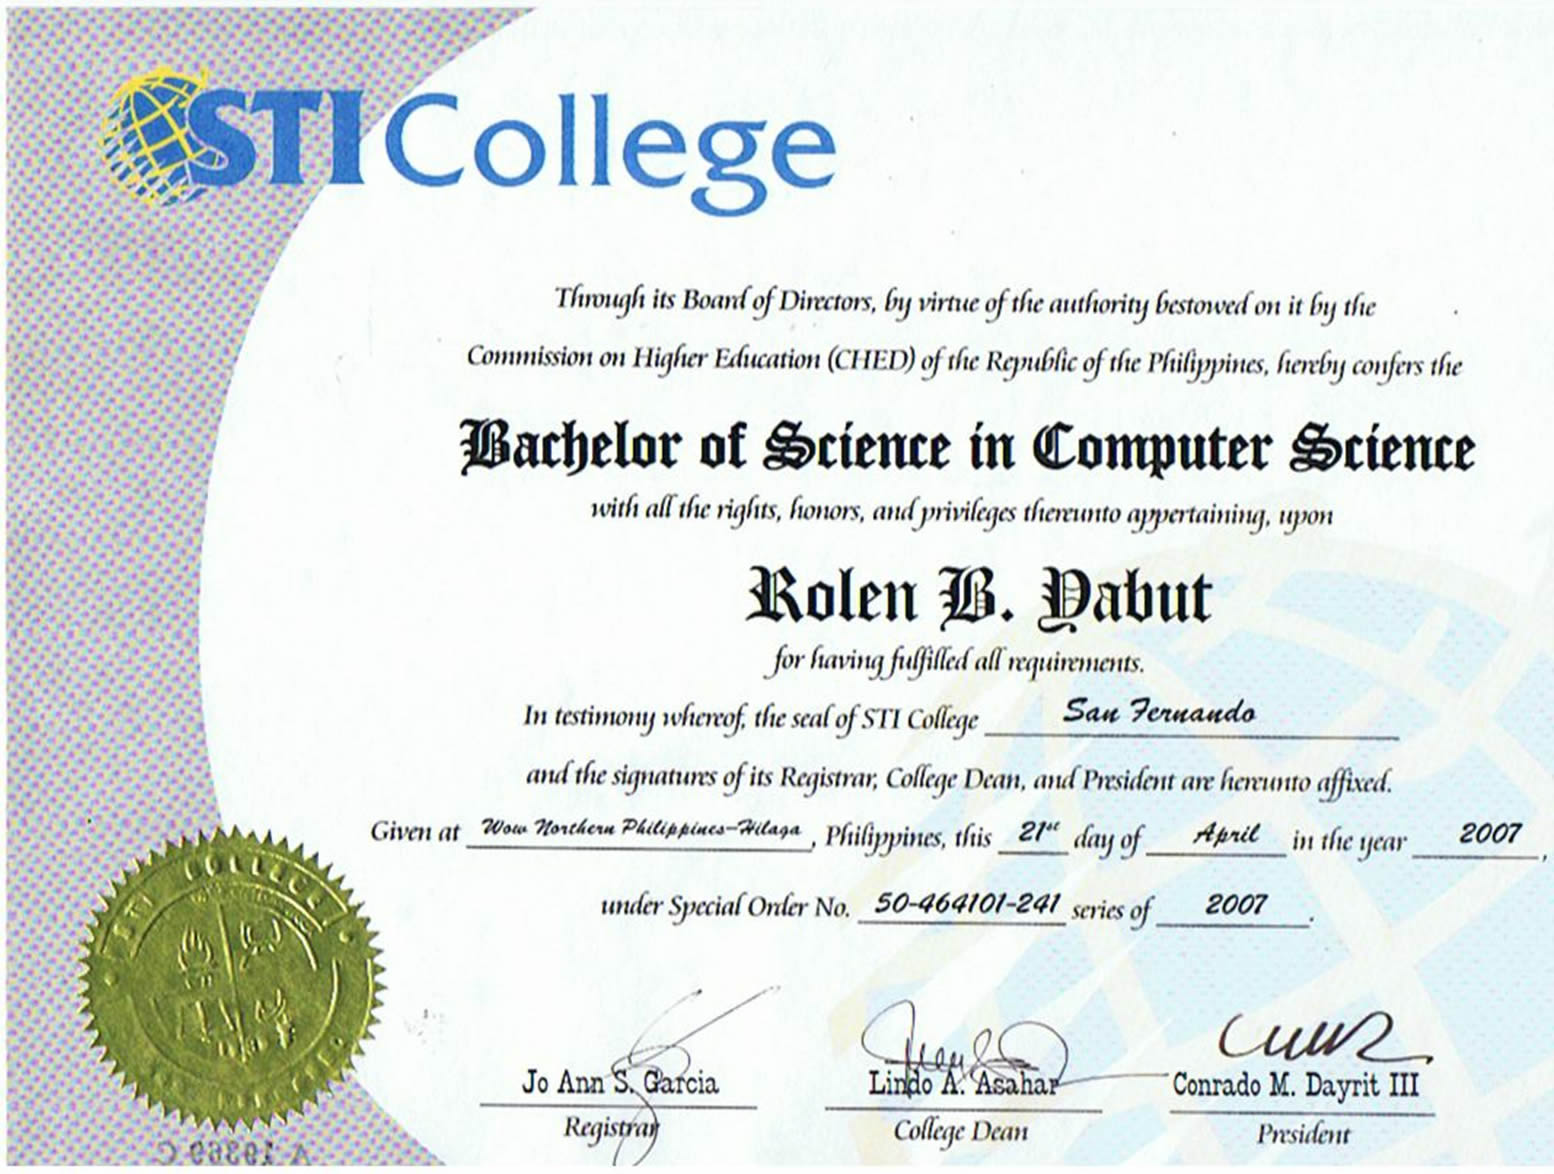 STI College
Through its Board of Directors, by virtue of the authority bestowed on it by the
Commission on Higher Education (CHED) of the Republic of the Philippines, hereby confers the
Bachelor of Science in Computer Science
with all the rights, honors, and privileges thereunto appertaining, upon
Rolen B. Yabut
for having fulfilled all requirements.
In testimony whereof, the seal of STI College San Fernando
and the signatures of its Registrar, College Dean, and President are hereunto affixed.
Given at Wow Northern Philippines-Hilaga, Philippines, this 21st day of April in the year 2007,
under Special Order No. 50-464101-241 series of 2007.
Jo Ann S. Garcia Lindo A. Asahar Conrado M. Dayrit III
Registrar College Dean President